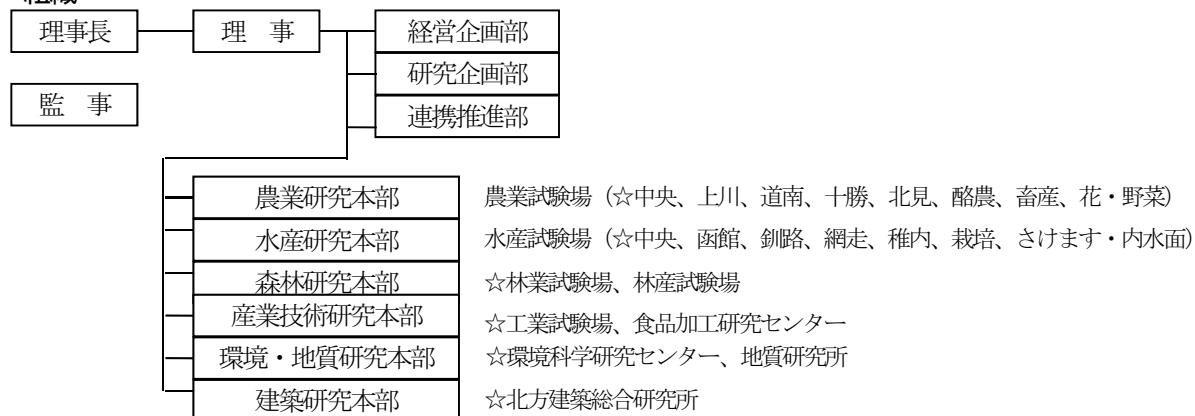 理事長 理　事 経営企画部
研究企画部
監　事 連携推進部
農業研究本部 農業試験場（☆中央、上川、道南、十勝、北見、酪農、畜産、花・野菜）
水産研究本部 水産試験場（☆中央、函館、釧路、網走、稚内、栽培、さけます・内水面）
森林研究本部 ☆林業試験場、林産試験場
産業技術研究本部 ☆工業試験場、食品加工研究センター
環境・地質研究本部 ☆環境科学研究センター、地質研究所
建築研究本部 ☆北方建築総合研究所